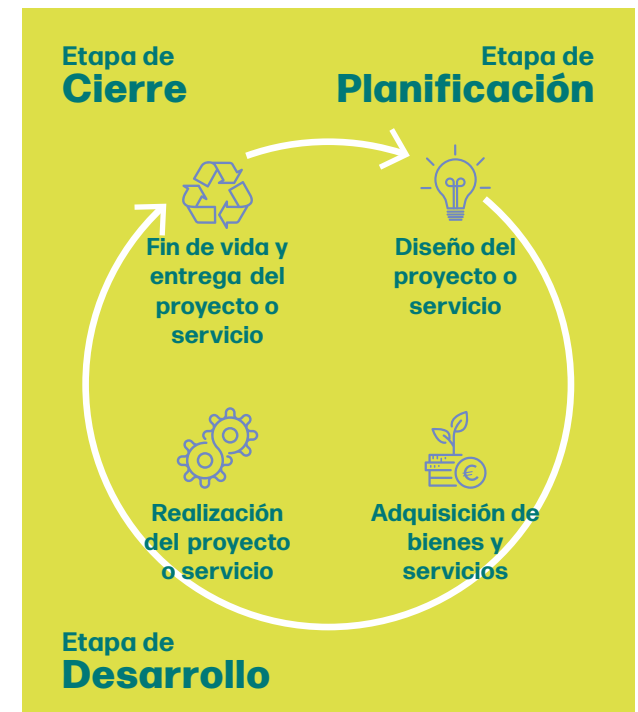 Etapa de
Cierre
Etapa de
Planificación
Fin de vida y
entrega del
proyecto o
servicio
Diseño del
proyecto o
servicio
Realización
del proyecto
o servicio
Adquisición de
bienes y
servicios
€
Etapa de
Desarrollo